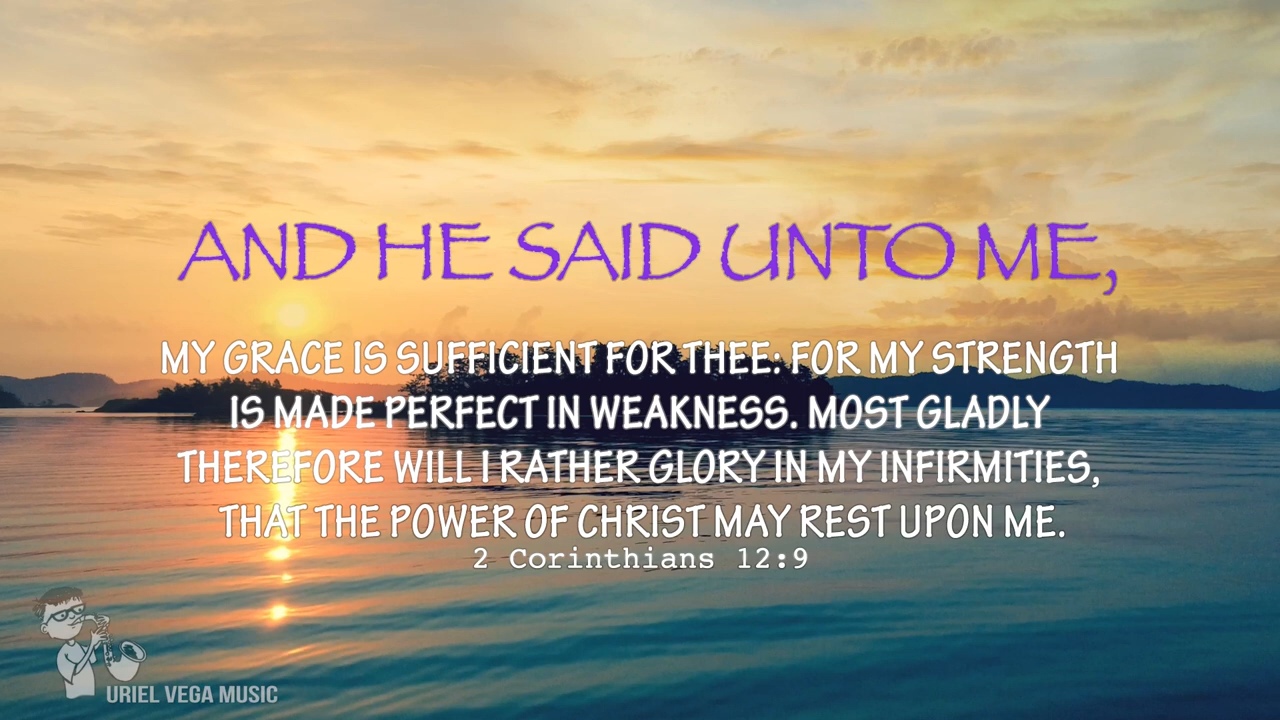 AND HE SAID UNTO ME,
MY GRACE IS SUFFICIENT FOR THEE: FOR MY STRENGTH
IS MADE PERFECT IN WEAKNESS. MOST GLADLY
THEREFORE WILL I RATHER GLORY IN MY INFIRMITIES,
THAT THE POWER OF CHRIST MAY REST UPON ME.
2 Corinthians 12:9
URIEL VEGA MUSIC